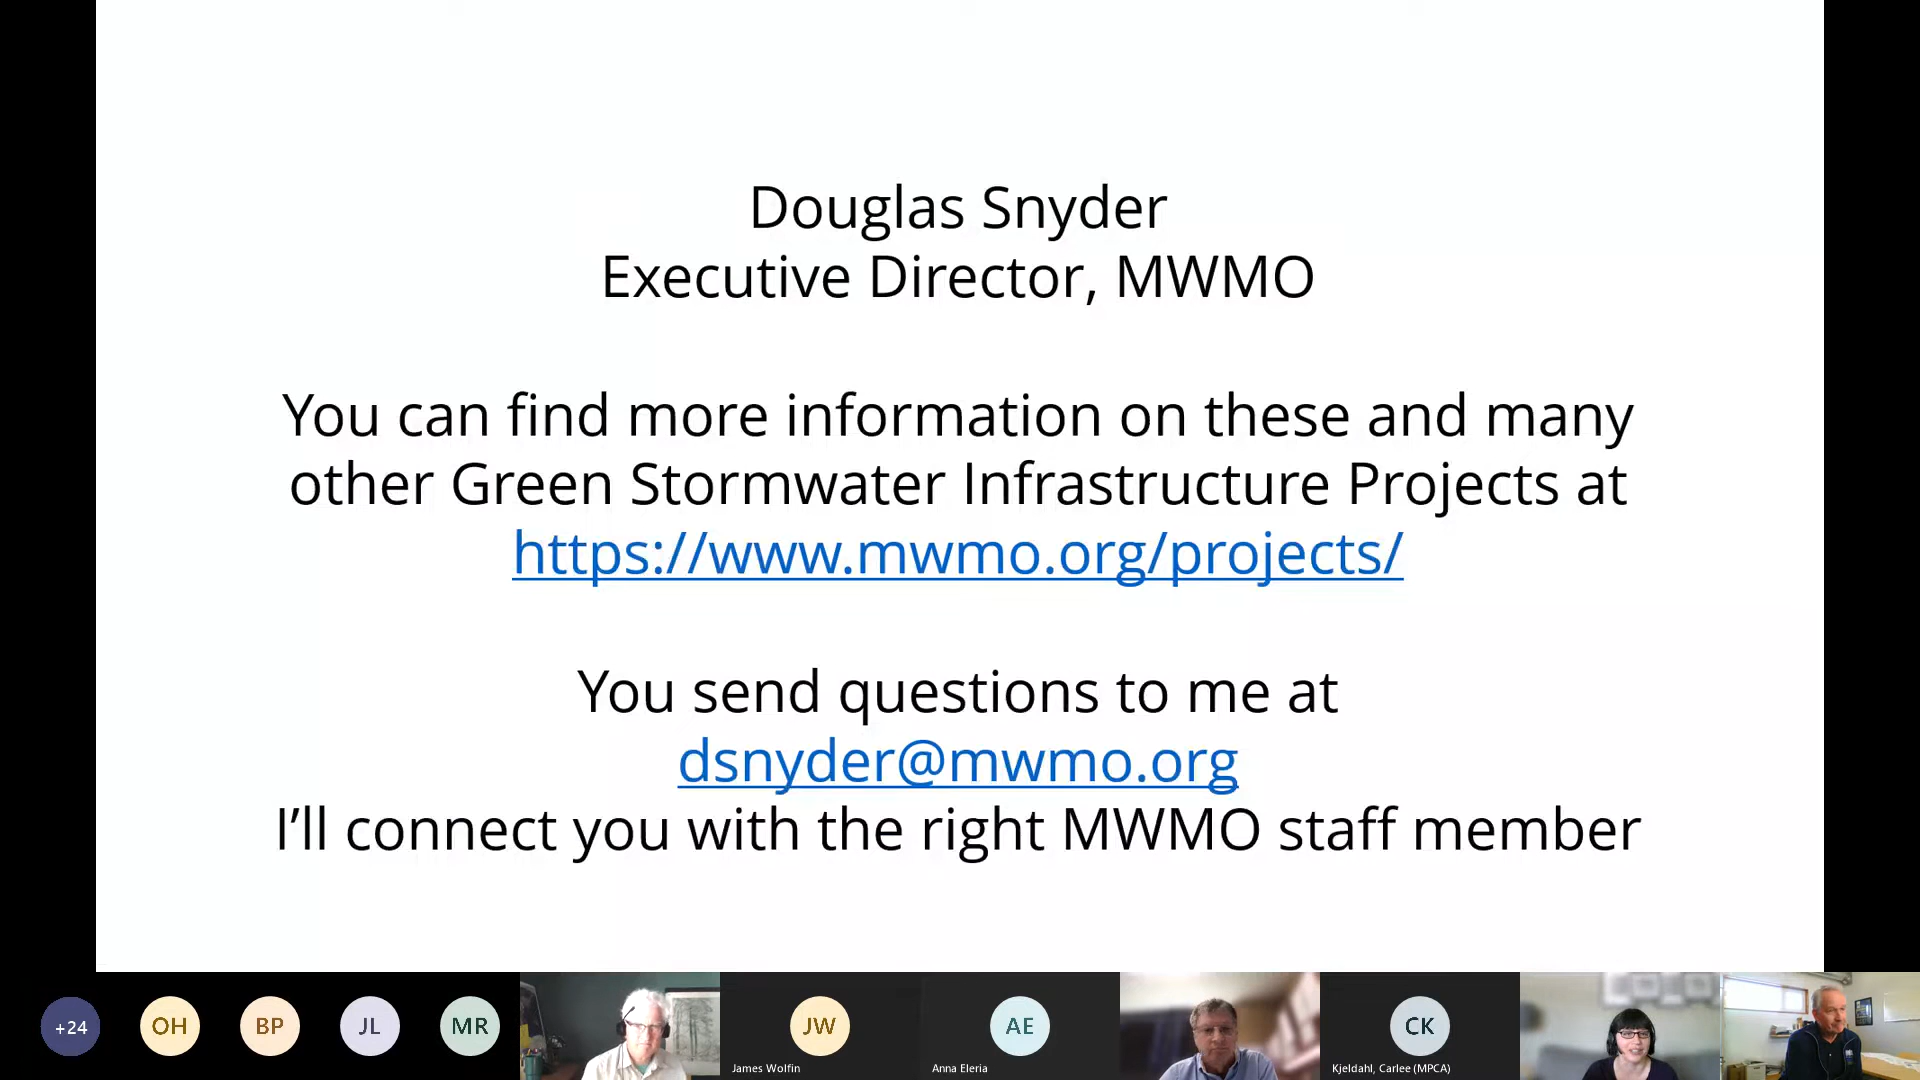 Douglas Snyder
Executive Director, MWMO
You can find more information on these and many
other Green Stormwater Infrastructure Projects at
https://www.mwmo.org/projects/
You send questions to me at
dsnyder@mwmo.org
I’ll connect you with the right MWMO staff member
+24
OH
BP
JL
MR
JW
James Wolfin
AE
Anna Eleria
CK
Kjeldahl, Carlee (MPCA)